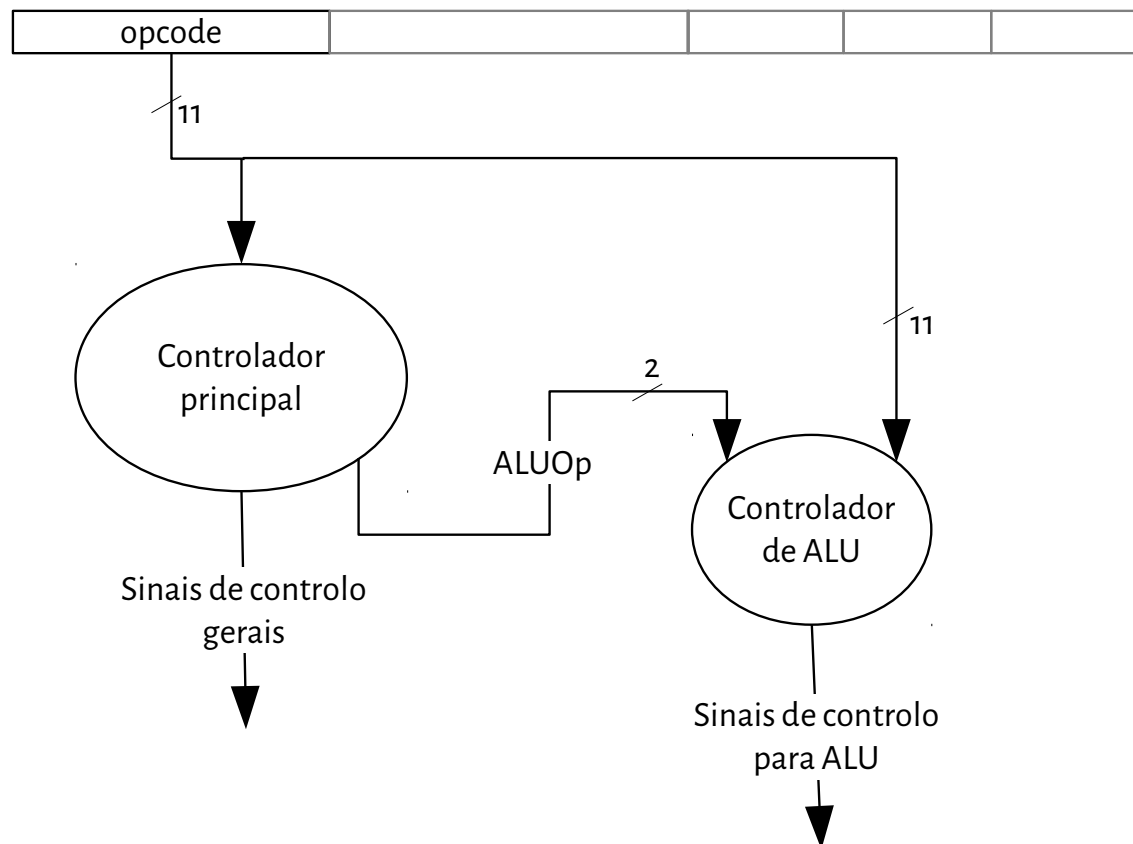 opcode
11
11
Controlador
principal
2
ALUOp
Controlador
de ALU
Sinais de controlo
gerais
Sinais de controlo
para ALU